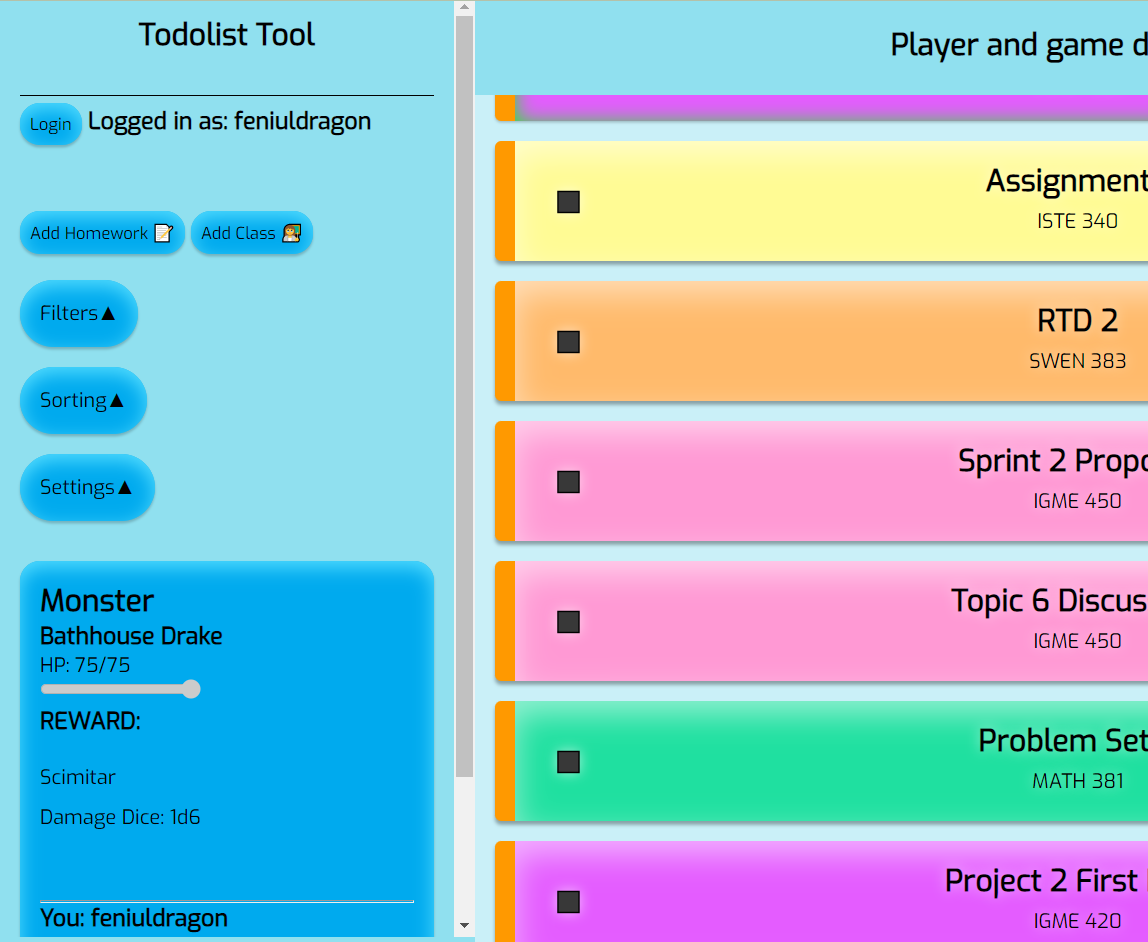 Todolist Tool
Login Logged in as: feniuldragon
Add Homework Add Class
Filters▲
Sorting▲
Settings▲
Monster
Bathhouse Drake
HP: 75/75
REWARD:
Scimitar
Damage Dice: 1d6
You: feniuldragon
Player and game d
Assignment
ISTE 340
RTD 2
SWEN 383
Sprint 2 Propo
IGME 450
Topic 6 Discus
IGME 450
Problem Set
MATH 381
Project 2 First
IGME 420